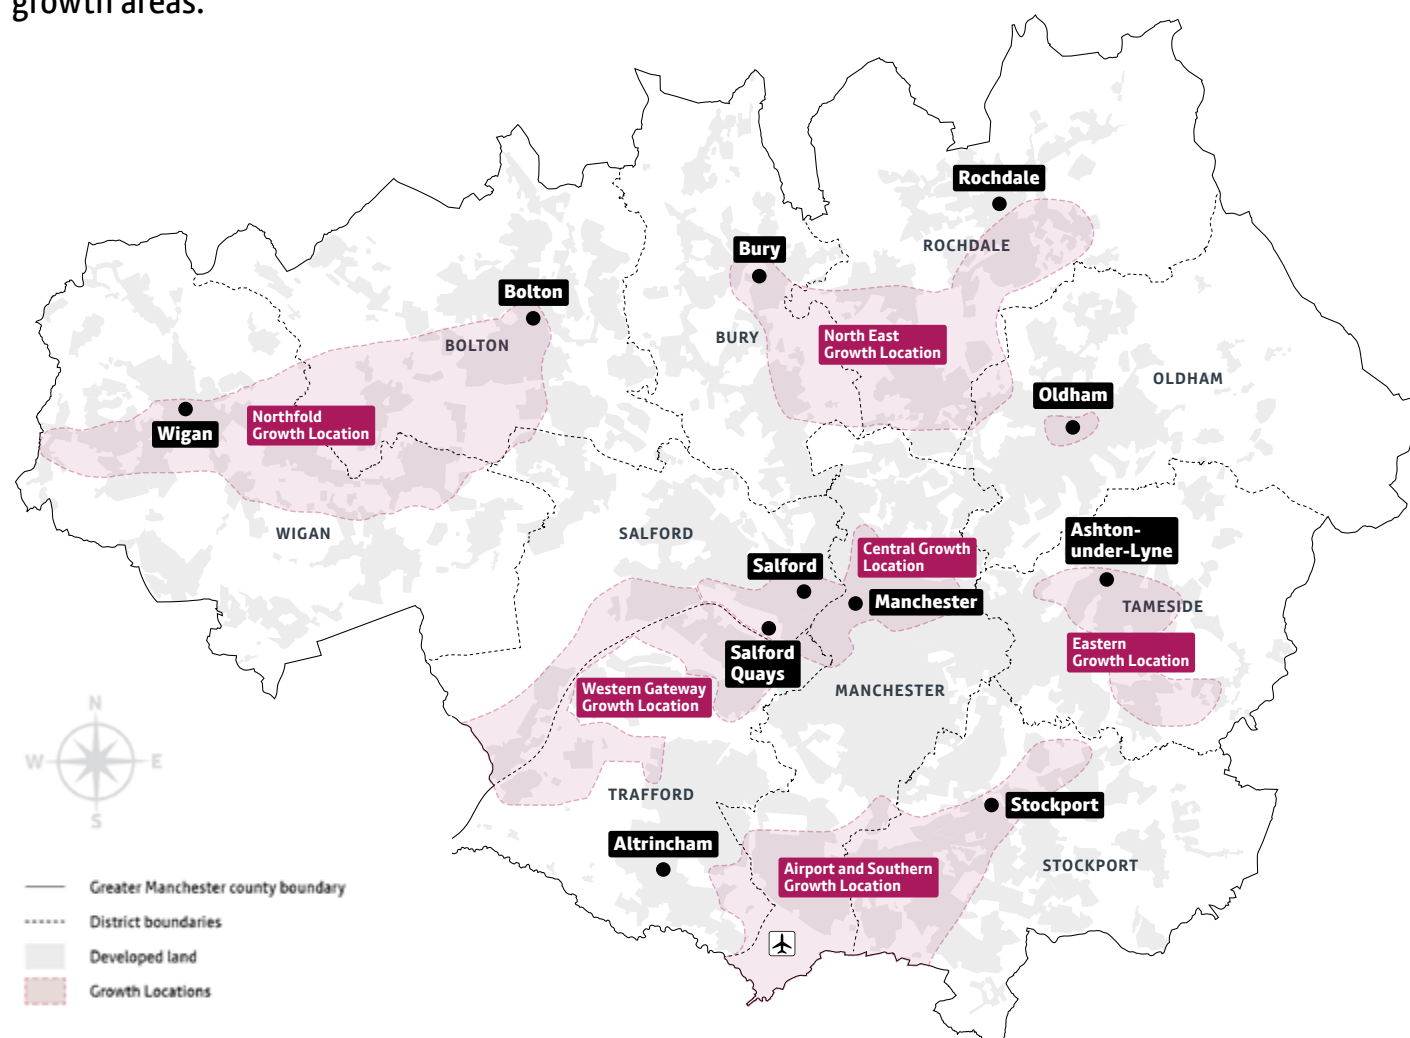 growth areas.
Rochdale
ROCHDALE
Bury
Bolton
BOLTON
BURY
North East
Growth Location
OLDHAM
Oldham
Northfold
Growth Location
Wigan
WIGAN
SALFORD
Ashton-
under-Lyne
Central Growth
Location
Salford
Manchester
TAMESIDE
Salford
Quays
Eastern
Growth Location
Western Gateway
Growth Location
MANCHESTER
N
W
E
S
TRAFFORD
Stockport
Altrincham
STOCKPORT
Airport and Southern
Growth Location
Greater Manchester county boundary
District boundaries
Developed land
Growth Locations